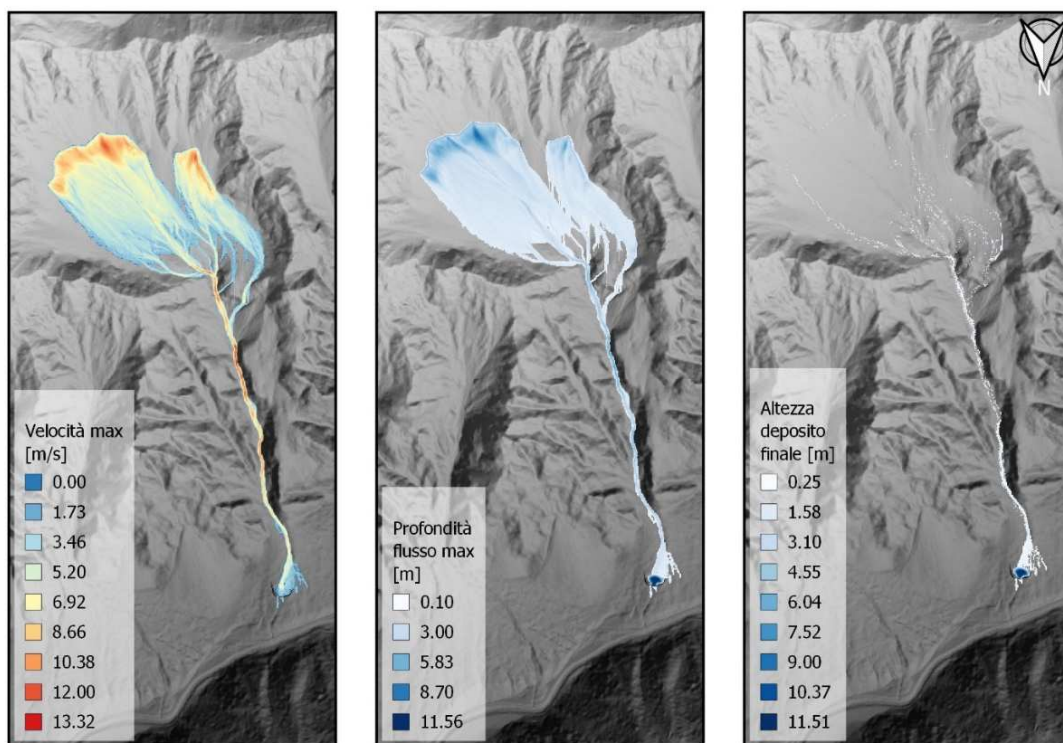 Velocità max
[m/s]
0.00
1.73
3.46
5.20
6.92
8.66
10.38
12.00
13.32
Profondità
flusso max
[m]
0.10
3.00
5.83
8.70
11.56
N
Altezza
deposito
finale [m]
0.25
1.58
3.10
4.55
6.04
7.52
9.00
10.37
11.51